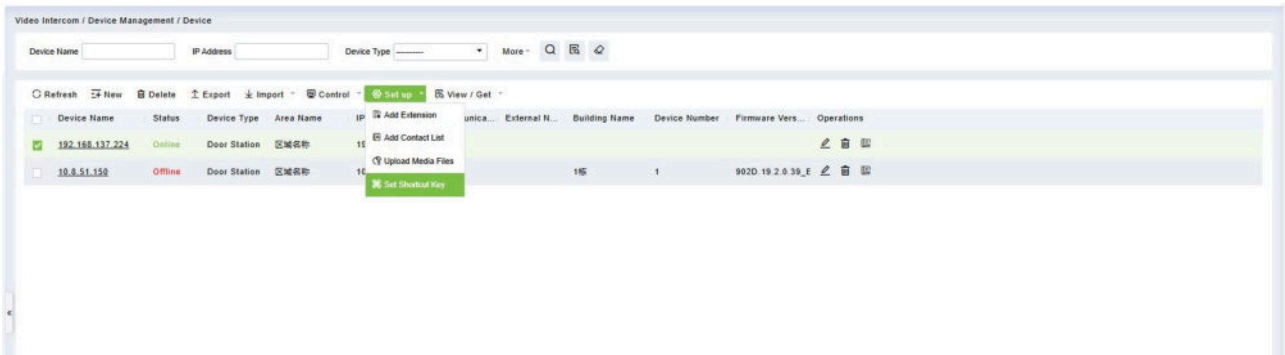 Video Intercom / Device Management / Device
Device Name IP Address Device Type ---------- More
Refresh New Delete Export Import Control Set up View / Get
Device Name Status Device Type Area Name IP unica... External N... Building Name Device Number Firmware Vers... Operations
Add Extension
Add Contact List
192.168.137.224 Online Door Station 区域名称 19
Upload Media Files
10.8.51.150 Offline Door Station 区域名称 10 1栋 1 902D.19.2.0.39_E
Set Shortcut Key